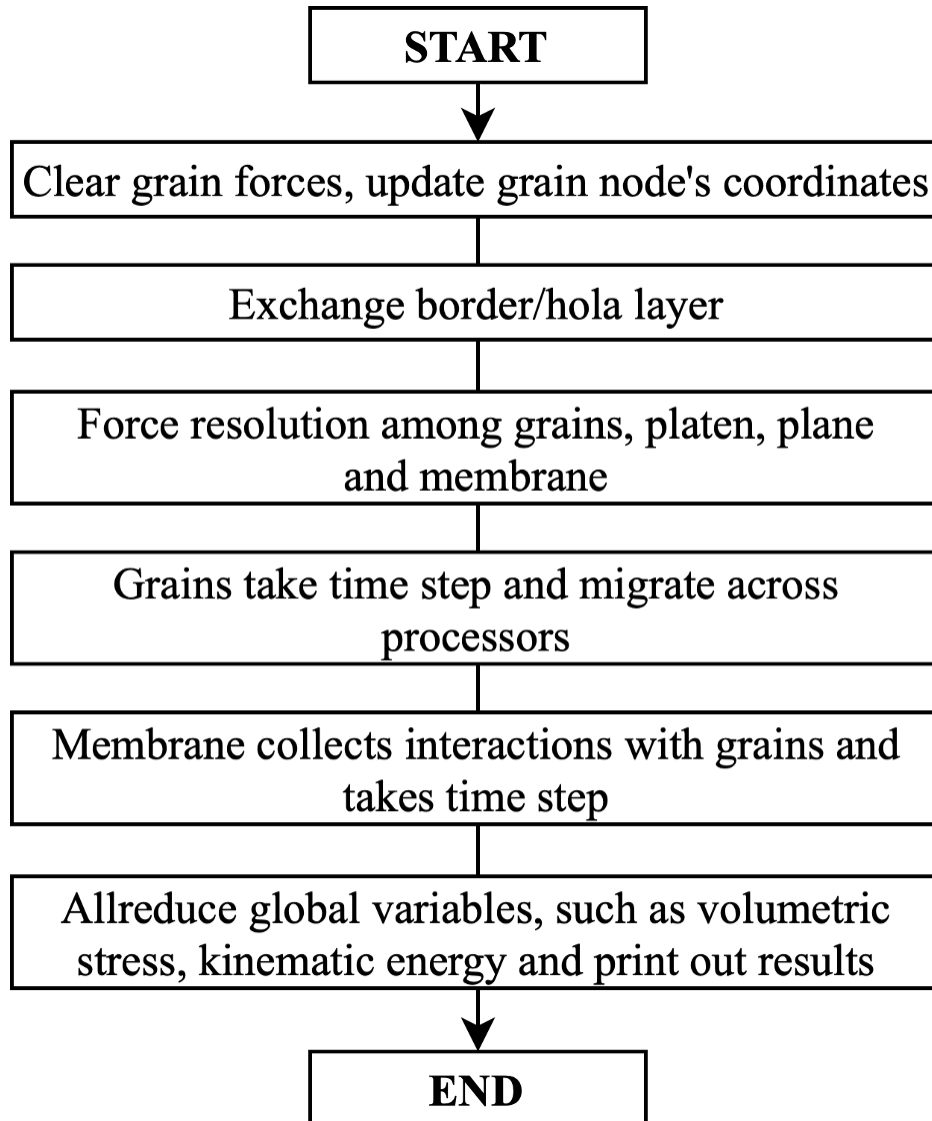 START
Clear grain forces, update grain node's coordinates
Exchange border/hola layer
Force resolution among grains, platen, plane
and membrane
Grains take time step and migrate across
processors
Membrane collects interactions with grains and
takes time step
Allreduce global variables, such as volumetric
stress, kinematic energy and print out results
END